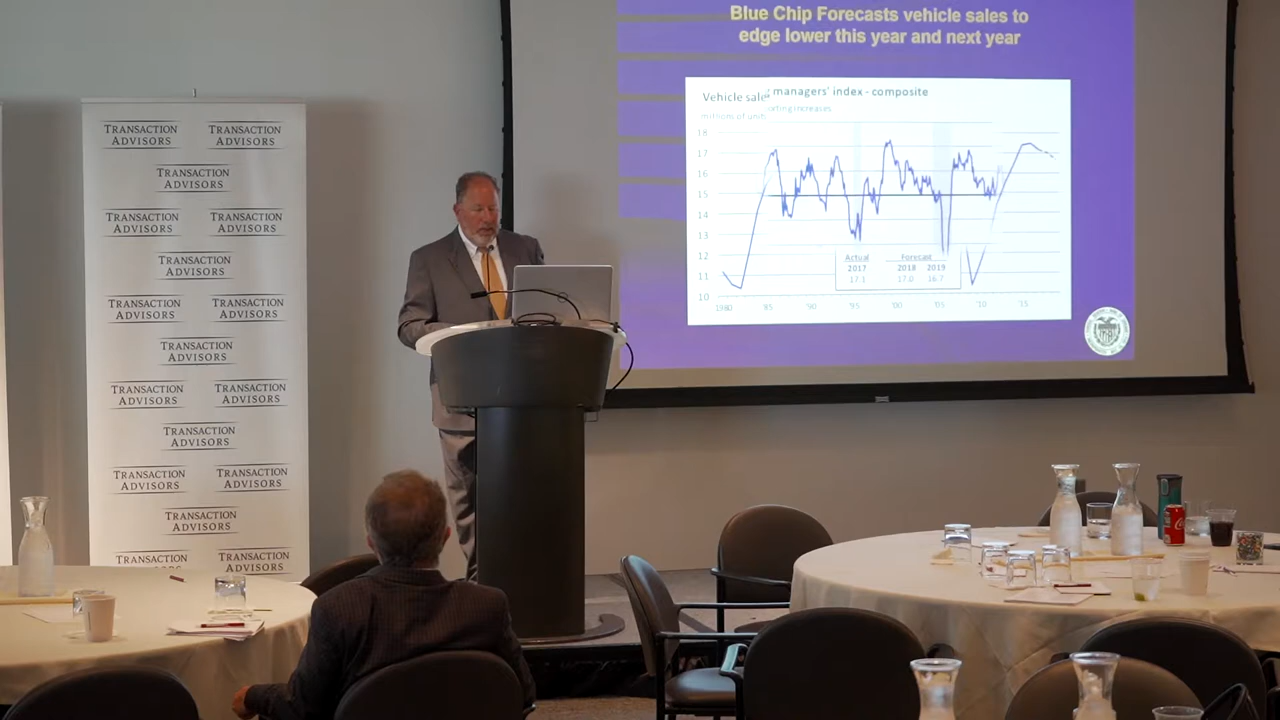 Blue Chip Forecasts vehicle sales to
edge lower this year and next year
Vehicle sale
managers' index - composite
orting increases
millions of unit
18
17
16
15
14
13
12
11
10
1980
'85
'90
'95
'00
'05
'10
'15
Actual
Forecast
2017
2018
2019
17.1
17.0
16.7
TRANSACTION
ADVISORS
TRANSACTION
ADVISORS
TRANSACTION
ADVISORS
TRANSACTION
ADVISORS
TRANSACTION
ADVISORS
TRANSACTION
ADVISORS
TRANSACTION
ADVISORS
TRANSACTION
ADVISORS
TRANSACTION
ADVISORS
TRANSACTION
ADVISORS
TRANSACTION
ADVISORS
TRANSACTION
ADVISORS
TRANSACTION
ADVISORS
TRANSACTION
ADVISORS
TRANSACTION
ADVISORS
TRANSACTION
ADVISORS
TRANSACTION
TRANSACTION